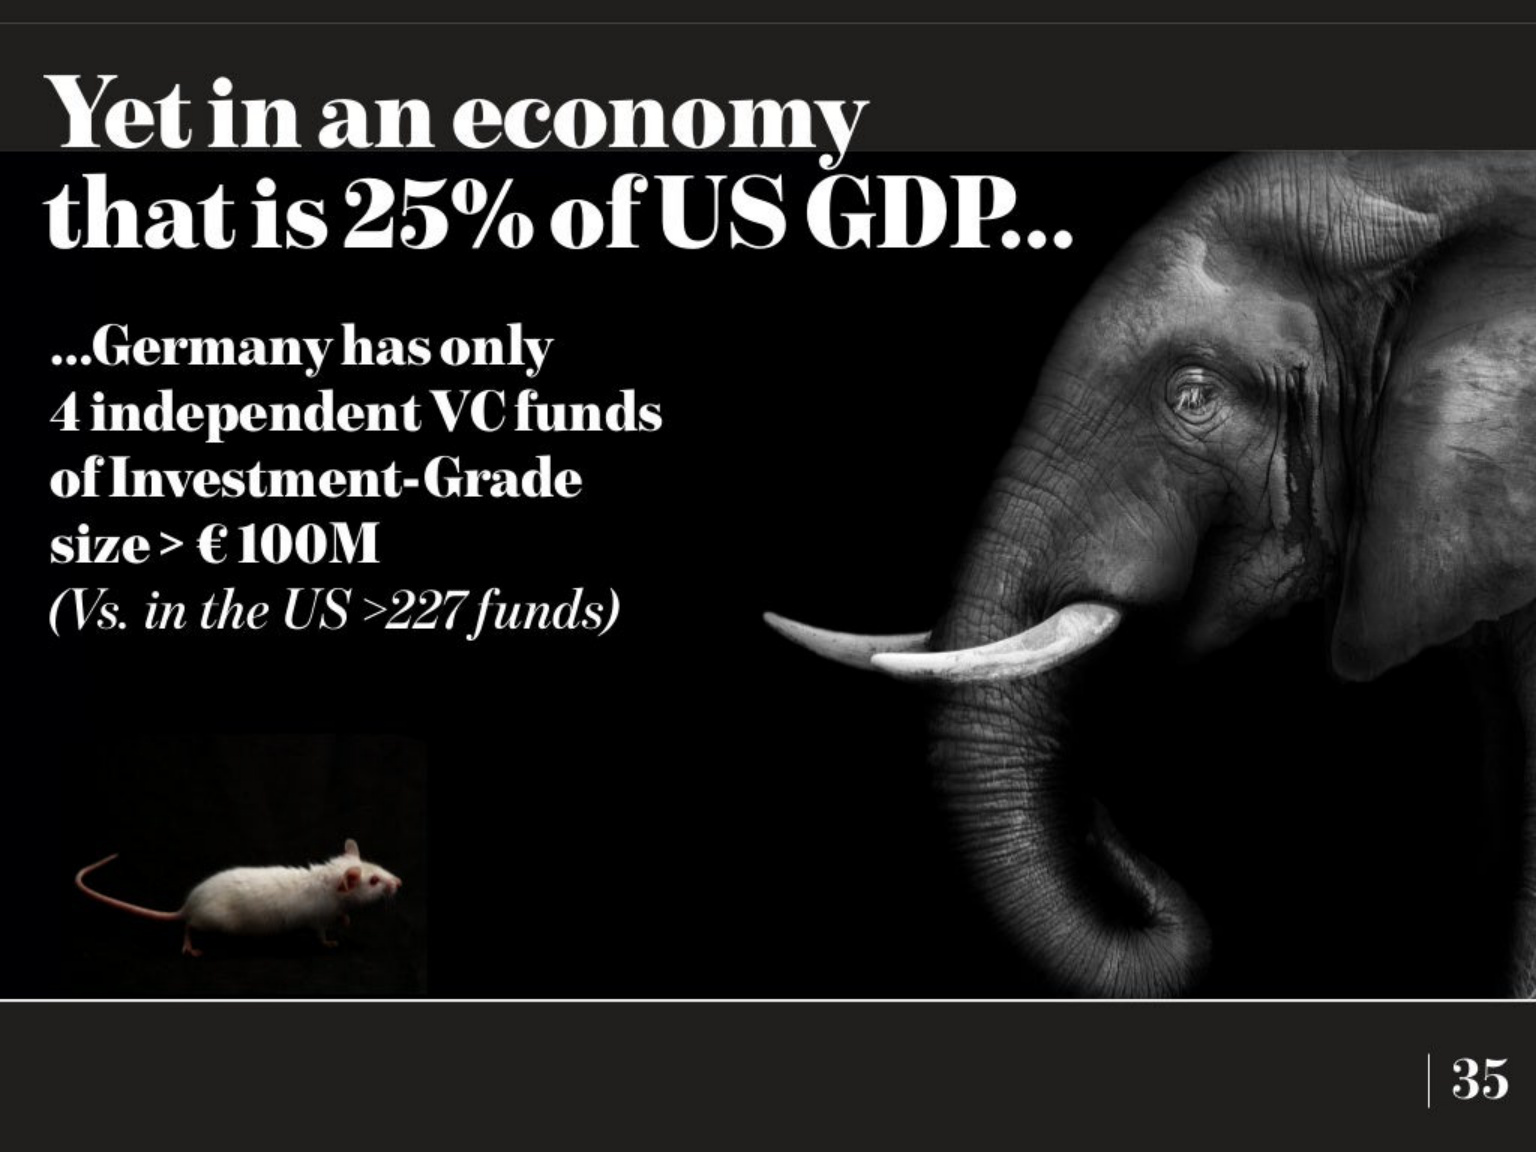 Yet in an economy
that is 25% of US GDP...
...Germany has only
4 independent VC funds
of Investment-Grade
size > € 100M
(Vs. in the US >227 funds)
35